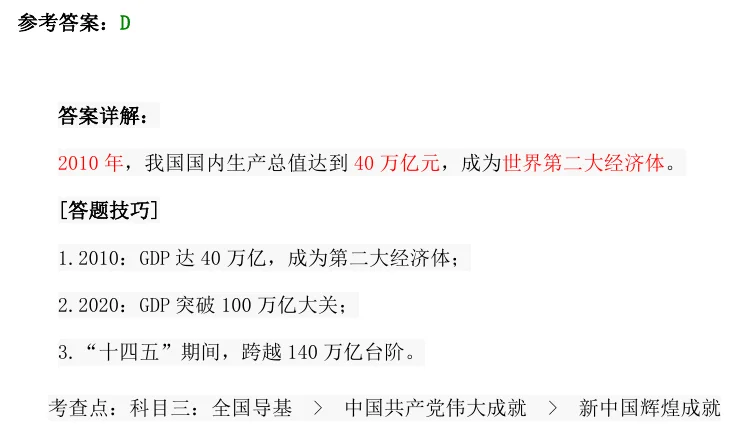 参考答案：D
答案详解：
2010 年，我国国内生产总值达到 40 万亿元，成为世界第二大经济体。
[答题技巧]
1.2010：GDP 达 40 万亿，成为第二大经济体；
2.2020：GDP 突破 100 万亿大关；
3.“十四五”期间，跨越 140 万亿台阶。
考查点：科目三：全国导基 > 中国共产党伟大成就 > 新中国辉煌成就